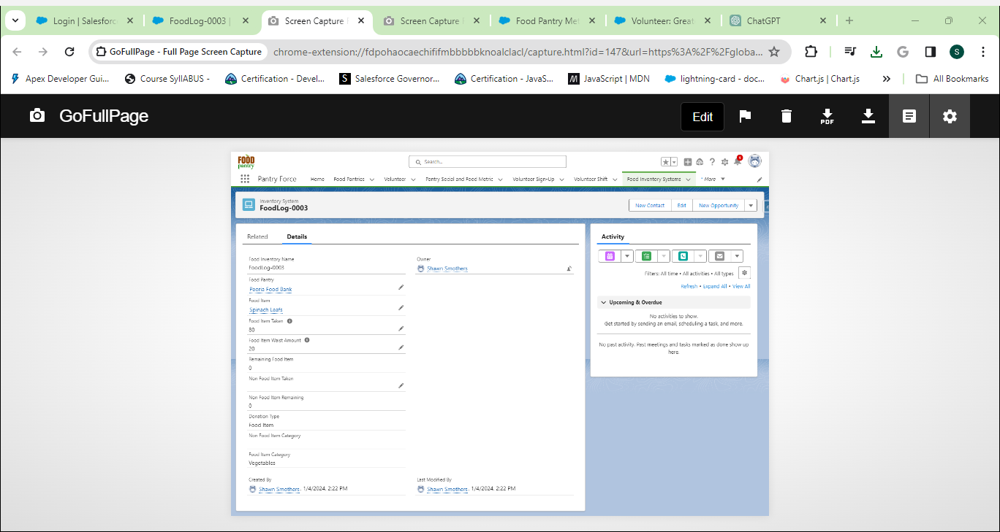 Login | Salesforc
FoodLog-0003 |
Screen Capture
Screen Capture
Food Pantry Met
Volunteer: Great
ChatGPT
GoFullPage - Full Page Screen Capture
chrome-extension://fdpohaocaechififmbbbbbknoalclacl/capture.html?id=147&url=https%3A%2F%2Fgloba...
S
Apex Developer Gui...
Course SyllABUS -
Certification - Devel...
Salesforce Governor...
Certification - JavaS...
JavaScript | MDN
lightning-card - doc...
Chart.js | Chart.js
All Bookmarks
GoFullPage
Edit
PDF
FOOD
pantry
Search...
1
Pantry Force
Home
Food Pantries
Volunteer
Pantry Social and Food Metric
Volunteer Sign-Up
Volunteer Shift
Food Inventory Systems
* More
Inventory System
FoodLog-0003
New Contact
Edit
New Opportunity
Related
Details
Food Inventory Name
FoodLog-0003
Owner
Shawn Smothers
Food Pantry
Peoria Food Bank
Food Item
Spinach Leafs
Food Item Taken
80
Food Item Waist Amount
20
Remaining Food Item
0
Non Food Item Taken
Non Food Item Remaining
0
Donation Type
Food Item
Non Food Item Category
Food Item Category
Vegetables
Created By
Shawn Smothers, 1/4/2024, 2:22 PM
Last Modified By
Shawn Smothers, 1/4/2024, 2:22 PM
Activity
Filters: All time • All activities • All types
Refresh • Expand All • View All
Upcoming & Overdue
No activities to show.
Get started by sending an email, scheduling a task, and more.
No past activity. Past meetings and tasks marked as done show up
here.